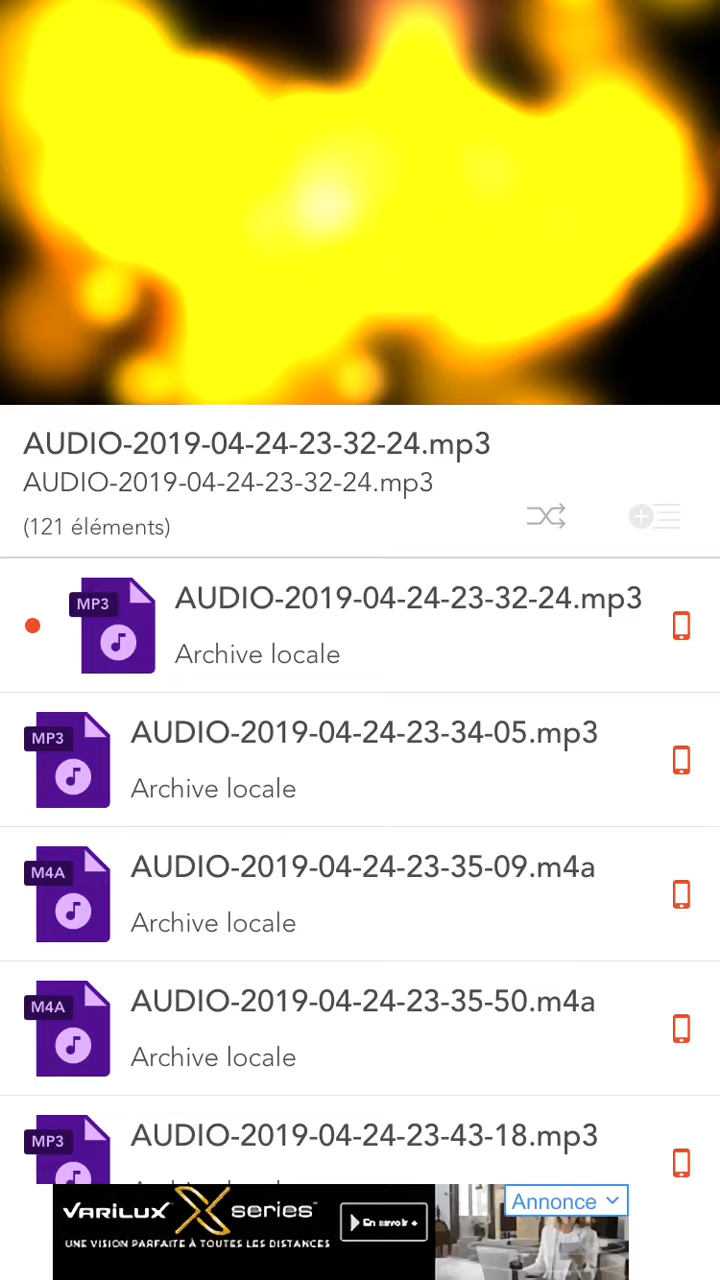 AUDIO-2019-04-24-23-32-24.mp3
AUDIO-2019-04-24-23-32-24.mp3
(121 éléments)
MP3
AUDIO-2019-04-24-23-32-24.mp3
Archive locale
MP3
AUDIO-2019-04-24-23-34-05.mp3
Archive locale
M4A
AUDIO-2019-04-24-23-35-09.m4a
Archive locale
M4A
AUDIO-2019-04-24-23-35-50.m4a
Archive locale
MP3
AUDIO-2019-04-24-23-43-18.mp3
VARILUX X series™
En savoir +
UNE VISION PARFAITE À TOUTES LES DISTANCES
Annonce